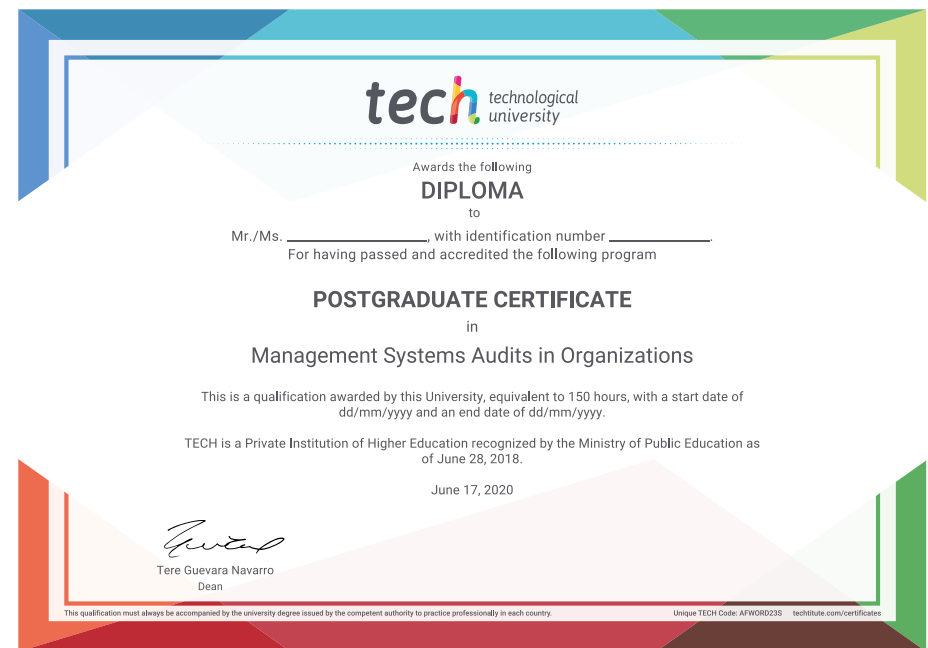 tech technological
university
Awards the following
DIPLOMA
to
Mr./Ms. ____________________, with identification number ______________.
For having passed and accredited the following program
POSTGRADUATE CERTIFICATE
in
Management Systems Audits in Organizations
This is a qualification awarded by this University, equivalent to 150 hours, with a start date of
dd/mm/yyyy and an end date of dd/mm/yyyy.
TECH is a Private Institution of Higher Education recognized by the Ministry of Public Education as
of June 28, 2018.
June 17, 2020
Tere Guevara Navarro
Dean
This qualification must always be accompanied by the university degree issued by the competent authority to practice professionally in each country. Unique TECH Code: AFWORD23S techtitute.com/certificates